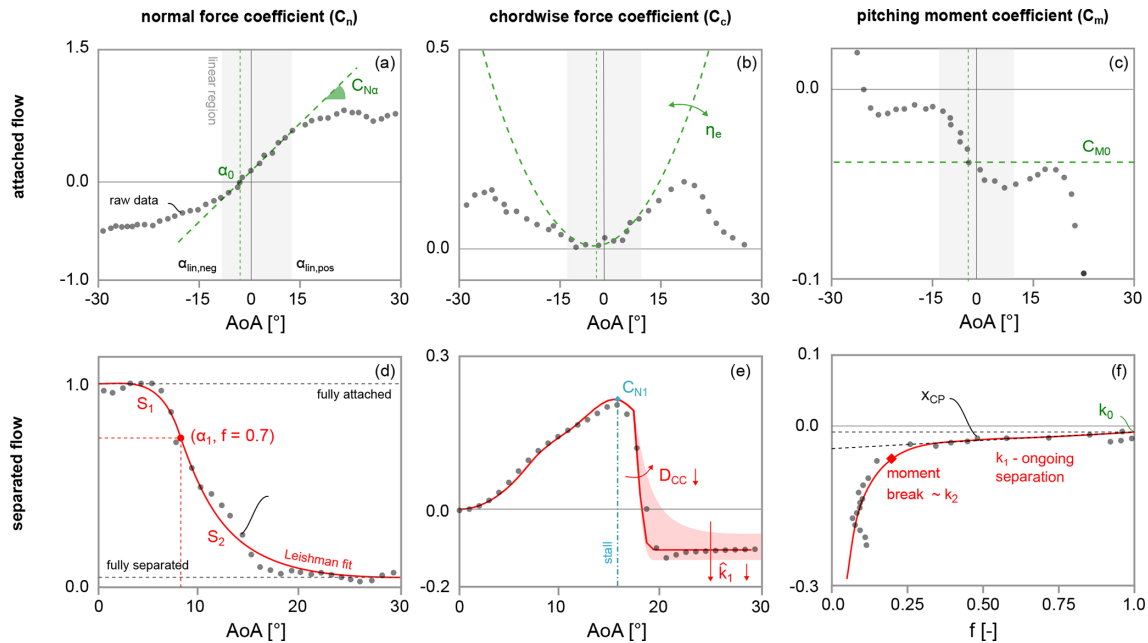 normal force coefficient (Cn)
chordwise force coefficient (Cc)
pitching moment coefficient (Cm)
attached flow
1.5
0.0
-1.0
(a)
linear region
CNα
α0
raw data
αlin,neg
αlin,pos
-30
-15
0
15
30
AoA [°]
0.5
0.0
(b)
ηe
-30
-15
0
15
30
AoA [°]
0.0
-0.1
(c)
CM0
-30
-15
0
15
30
AoA [°]
separated flow
1.0
0.0
(d)
fully attached
S1
(α1, f = 0.7)
S2
Leishman fit
fully separated
0
10
20
30
AoA [°]
0.3
0.0
-0.2
(e)
CN1
DCC ↓
stall
k̂1 ↓
0
10
20
30
AoA [°]
0.1
0.0
-0.3
(f)
xCP
k0
k1 - ongoing
separation
moment
break ~ k2
0
0.25
0.50
0.75
1.0
f [-]